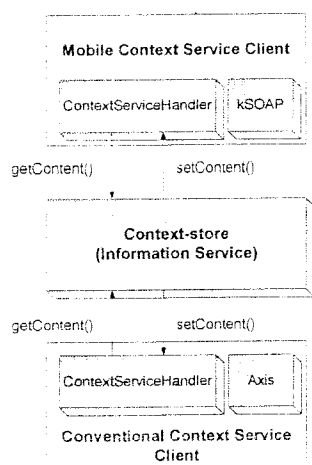 Mobile Context Service Client
ContextServiceHandler kSOAP
getContent() setContent()
Context-store
(Information Service)
getContent() setContent()
ContextServiceHandler Axis
Conventional Context Service
Client